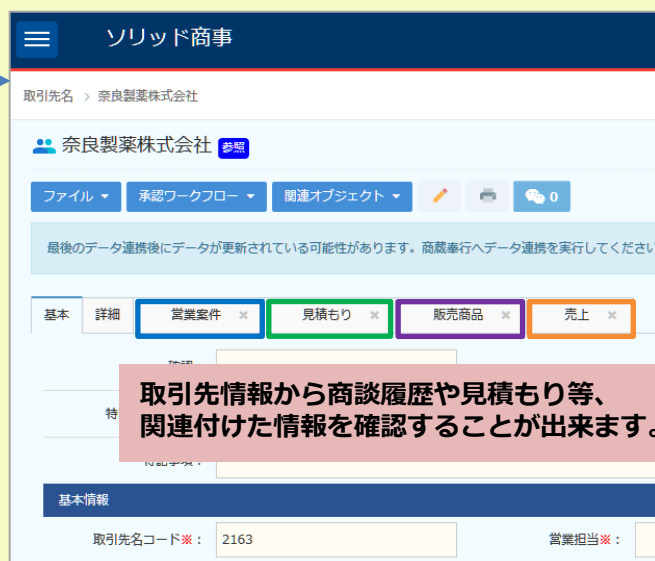 ソリッド商事
取引先名 > 奈良製薬株式会社
奈良製薬株式会社 参照
ファイル 承認ワークフロー 関連オブジェクト 0
最後のデータ連携後にデータが更新されている可能性があります。商蔵奉行へデータ連携を実行してください
基本 詳細 営業案件 × 見積もり × 販売商品 × 売上 ×
取引先情報から商談履歴や見積もり等、
特
関連付けた情報を確認することが出来ます。
特記事項：
基本情報
取引先名コード※： 2163 営業担当※：